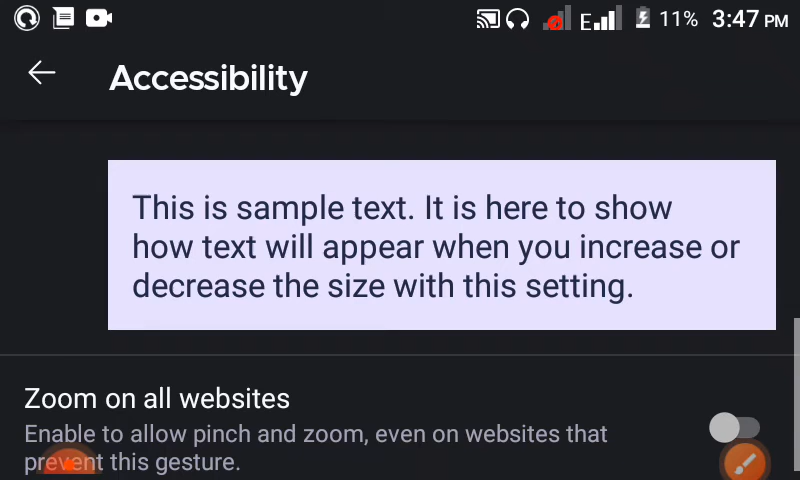 E 11% 3:47 PM
Accessibility
This is sample text. It is here to show
how text will appear when you increase or
decrease the size with this setting.
Zoom on all websites
Enable to allow pinch and zoom, even on websites that
prevent this gesture.